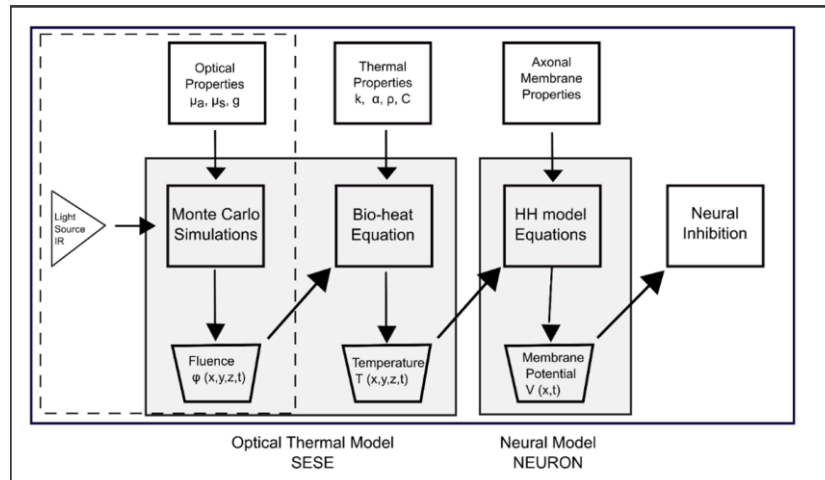 Optical
Properties
μa, μs, g
Thermal
Properties
k, α, ρ, C
Axonal
Membrane
Properties
Light
Source
IR
Monte Carlo
Simulations
Bio-heat
Equation
HH model
Equations
Neural
Inhibition
Fluence
φ (x,y,z,t)
Temperature
T (x,y,z,t)
Membrane
Potential
V (x,t)
Optical Thermal Model
SESE
Neural Model
NEURON